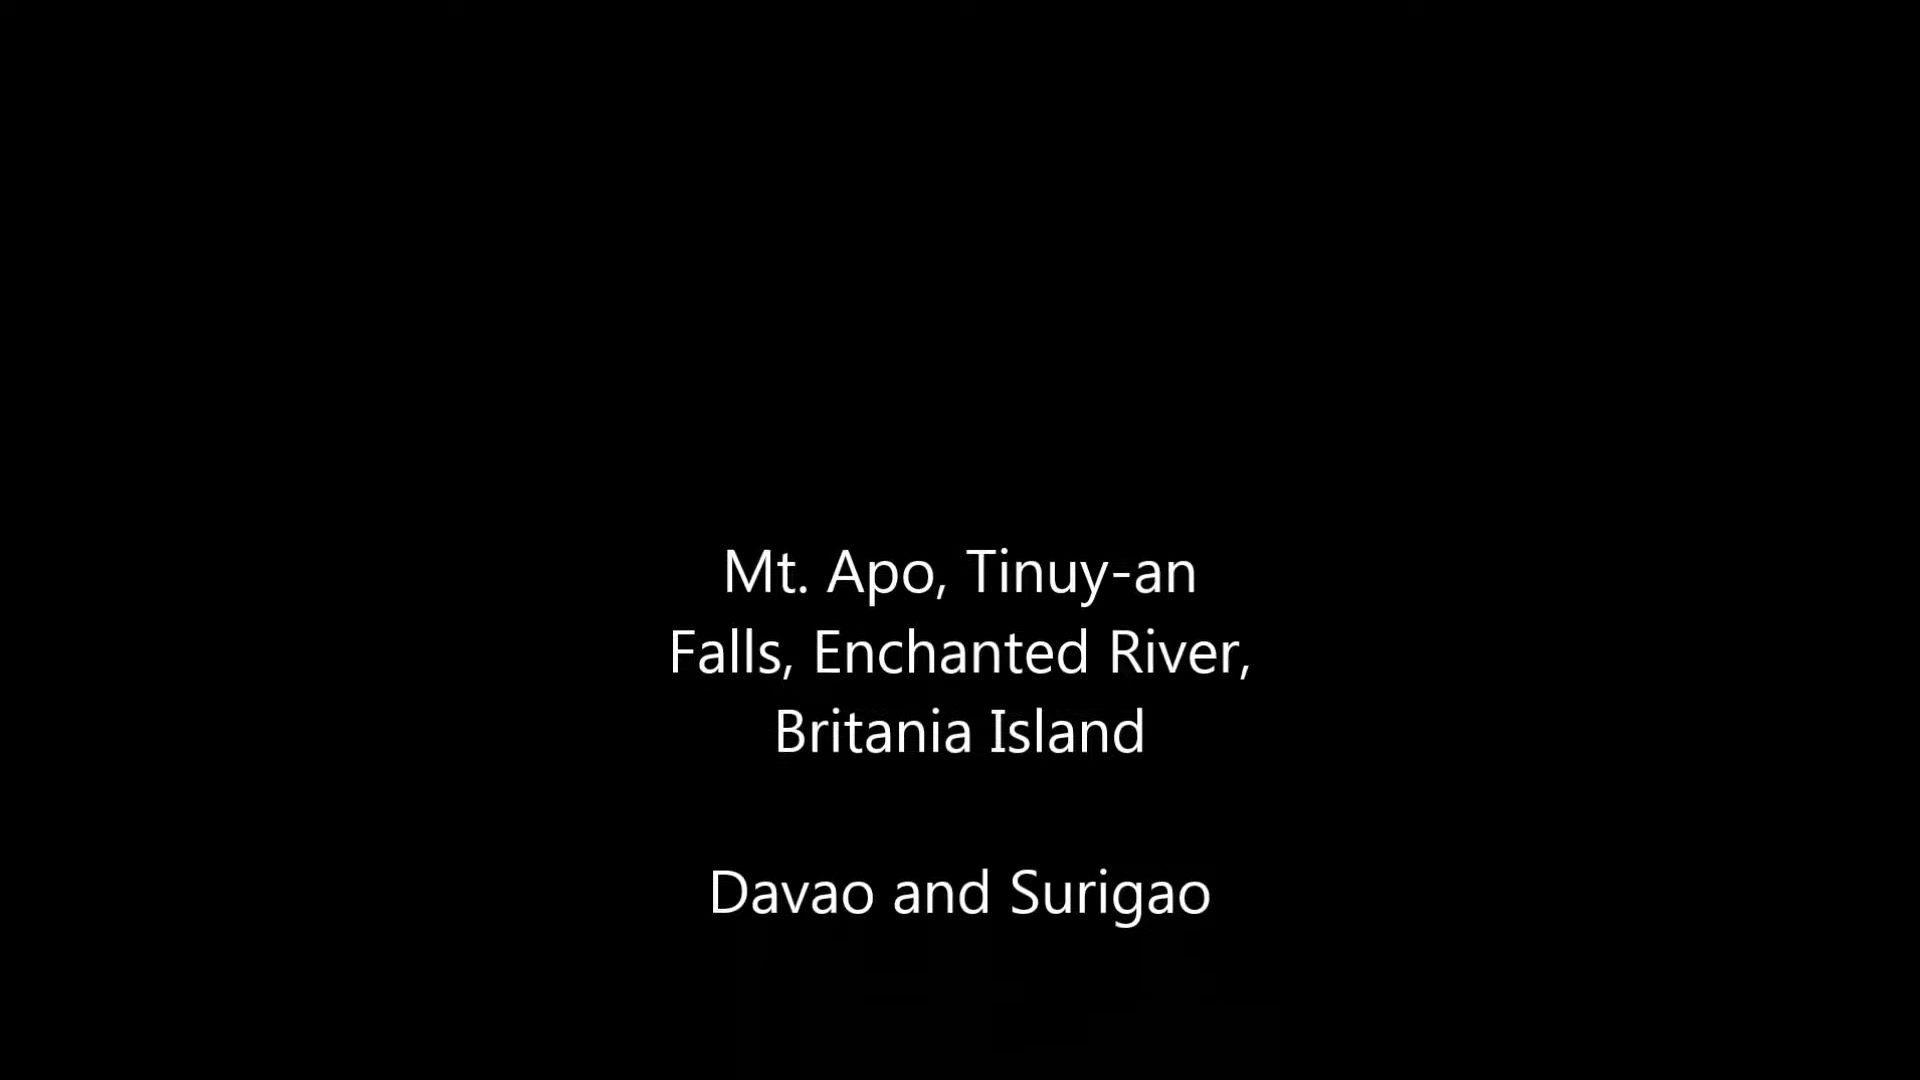 Mt. Apo, Tinuy-an
Falls, Enchanted River,
Britania Island
Davao and Surigao